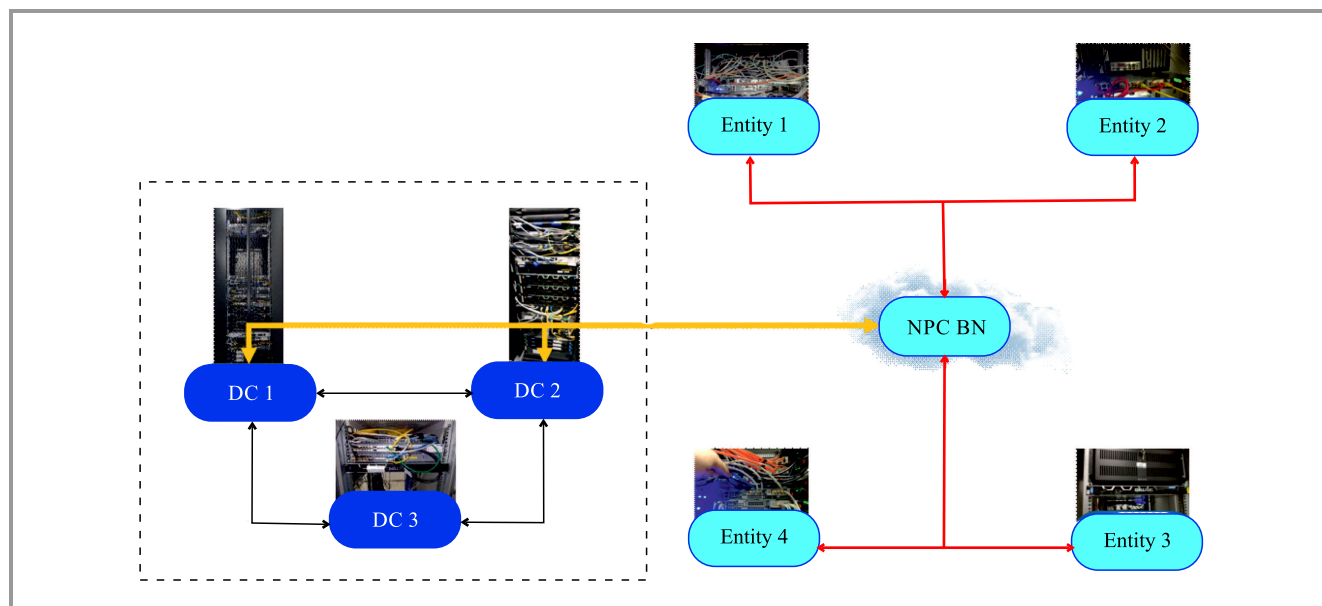 Entity 1
Entity 2
NPC BN
DC 1
DC 2
DC 3
Entity 4
Entity 3